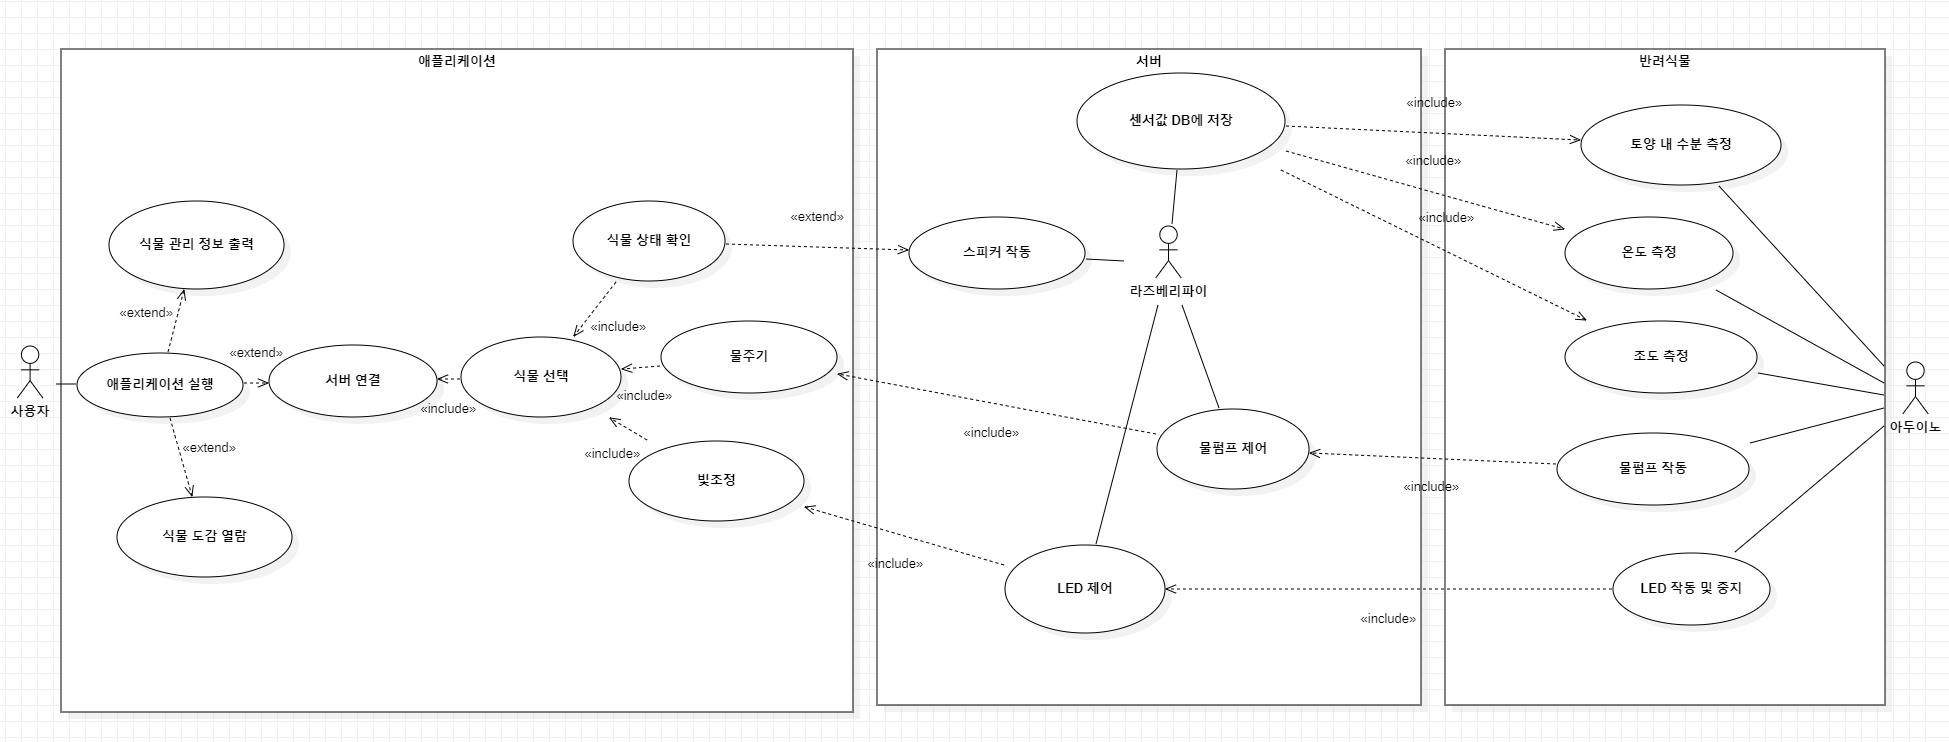 애플리케이션
서버
반려식물
센서값 DB에 저장
«include»
토양 내 수분 측정
«include»
식물 관리 정보 출력
식물 상태 확인
«extend»
스피커 작동
«include»
온도 측정
라즈베리파이
«extend»
«include»
«extend»
물주기
조도 측정
사용자
애플리케이션 실행
서버 연결
식물 선택
«include»
«include»
아두이노
«extend»
«include»
«include»
물펌프 제어
물펌프 작동
빛조정
«include»
식물 도감 열람
«include»
LED 제어
LED 작동 및 중지
«include»